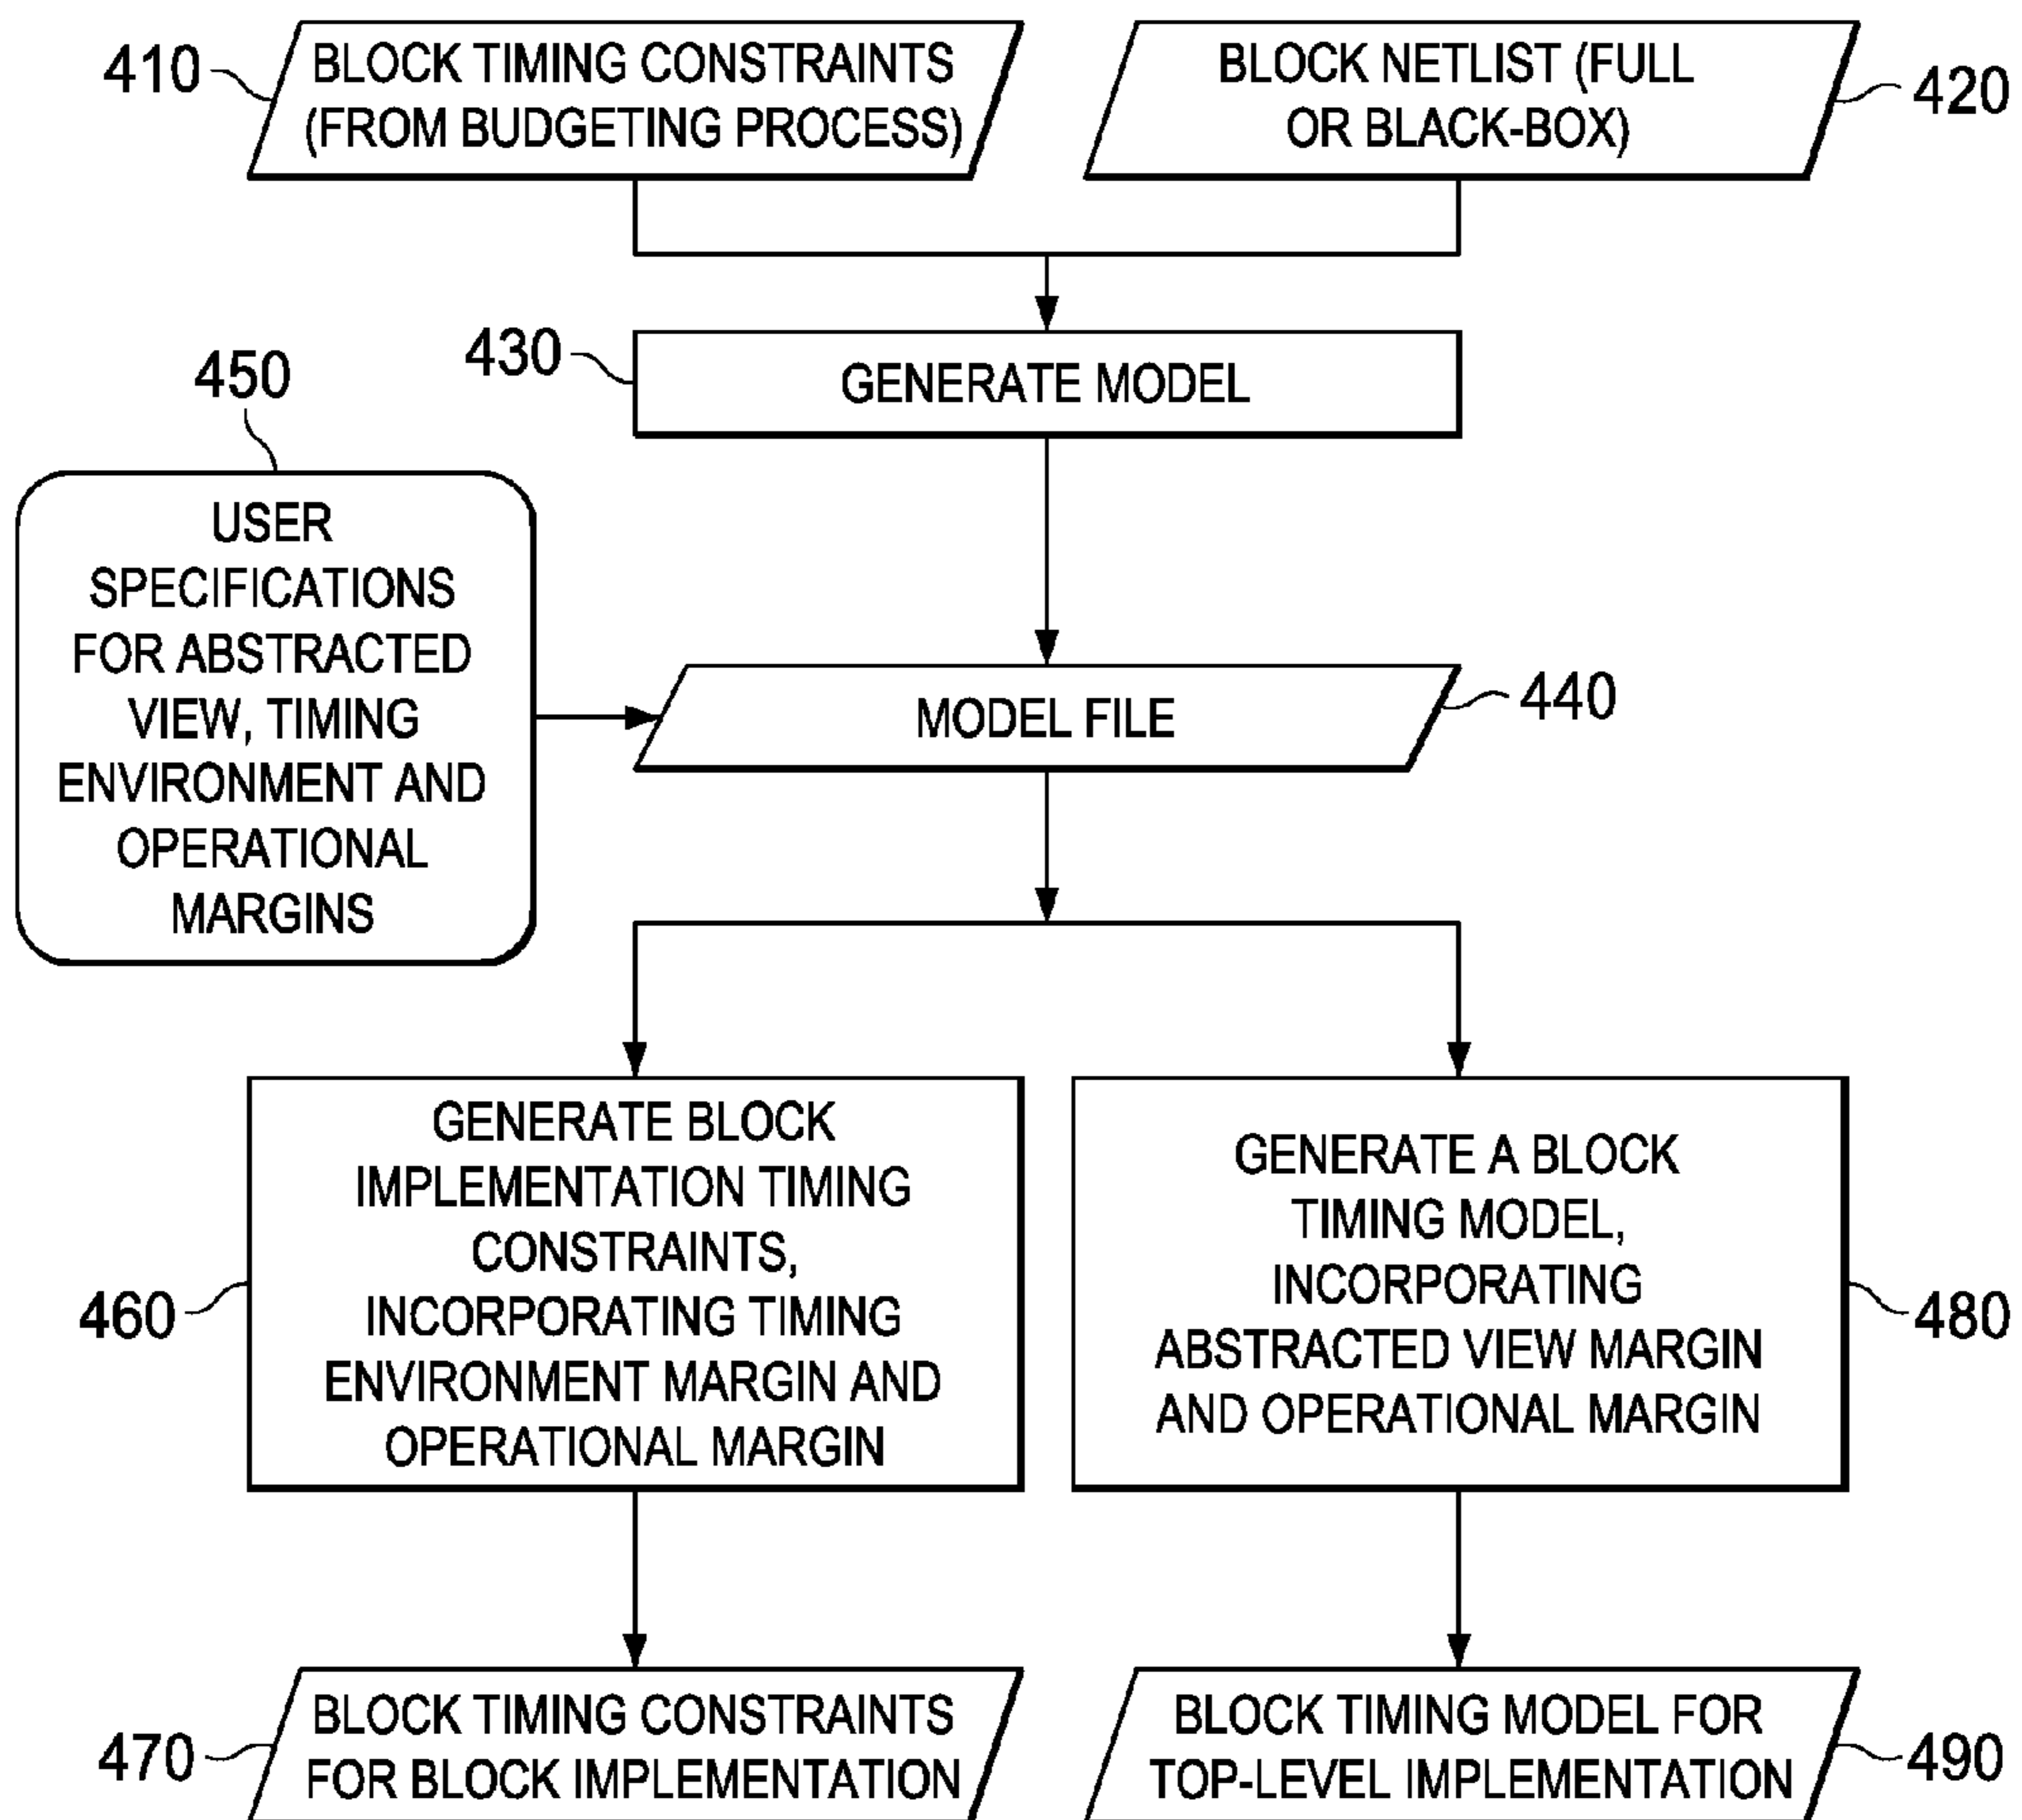 410
BLOCK TIMING CONSTRAINTS
(FROM BUDGETING PROCESS)
BLOCK NETLIST (FULL
OR BLACK-BOX)
420
430
GENERATE MODEL
450
USER
SPECIFICATIONS
FOR ABSTRACTED
VIEW, TIMING
ENVIRONMENT AND
OPERATIONAL
MARGINS
MODEL FILE
440
GENERATE BLOCK
IMPLEMENTATION TIMING
CONSTRAINTS,
INCORPORATING TIMING
ENVIRONMENT MARGIN AND
OPERATIONAL MARGIN
460
GENERATE A BLOCK
TIMING MODEL,
INCORPORATING
ABSTRACTED VIEW MARGIN
AND OPERATIONAL MARGIN
480
470
BLOCK TIMING CONSTRAINTS
FOR BLOCK IMPLEMENTATION
BLOCK TIMING MODEL FOR
TOP-LEVEL IMPLEMENTATION
490